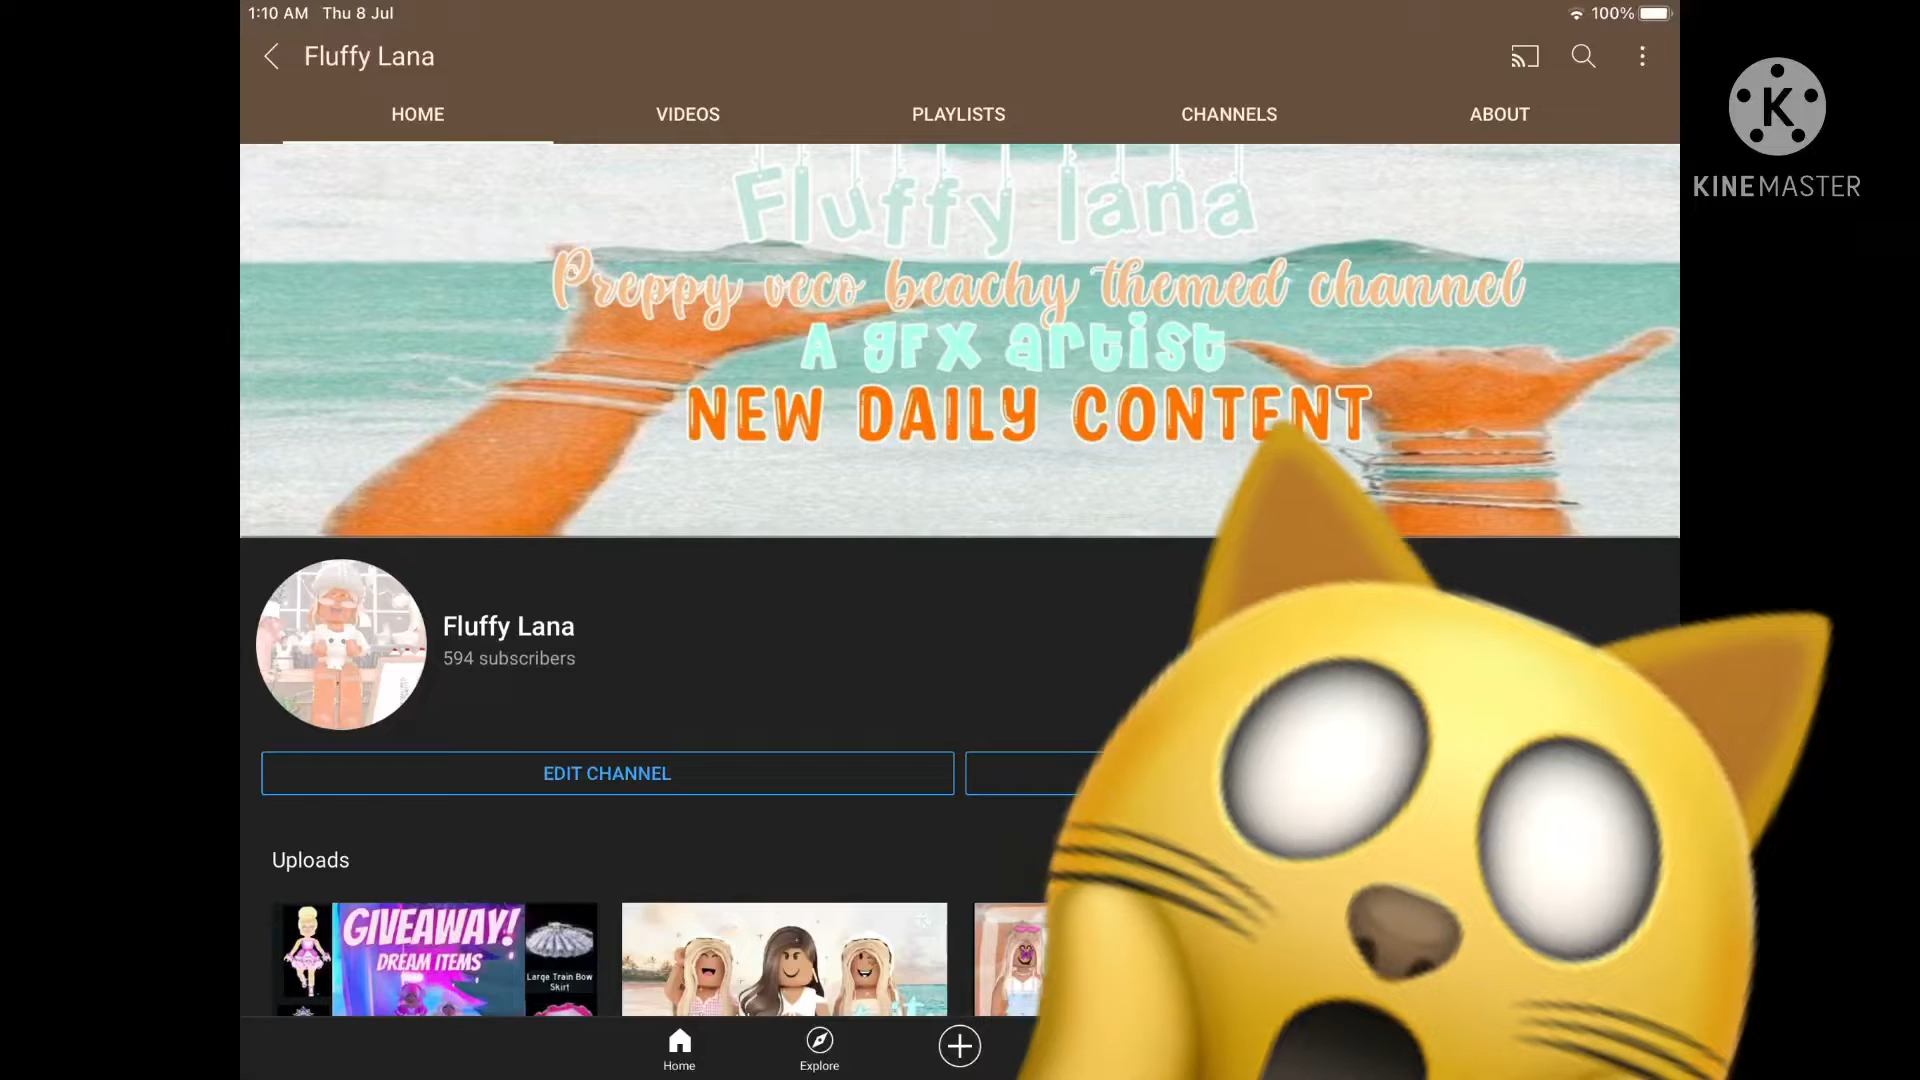 1:10 AM Thu 8 Jul
100%
Fluffy Lana
HOME
VIDEOS
PLAYLISTS
CHANNELS
ABOUT
KINEMASTER
Fluffy lana
Preppy veco beachy themed channel
A gfx artist
NEW DAILY CONTENT
Fluffy Lana
594 subscribers
EDIT CHANNEL
Uploads
GIVEAWAY!
DREAM ITEMS
Large Train Bow
Skirt
Home
Explore